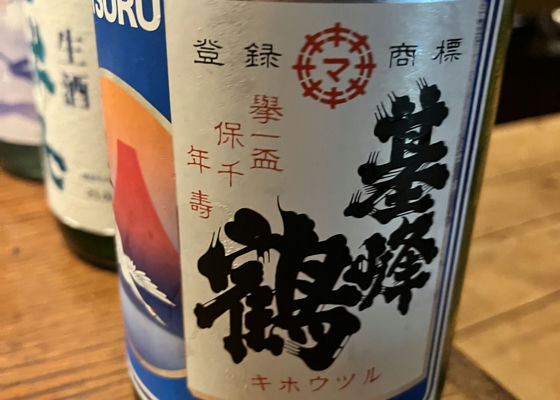 SURU
生酒
登録 マ 商標
基峰
鶴
擧一盃
保千
年壽
キホウツル